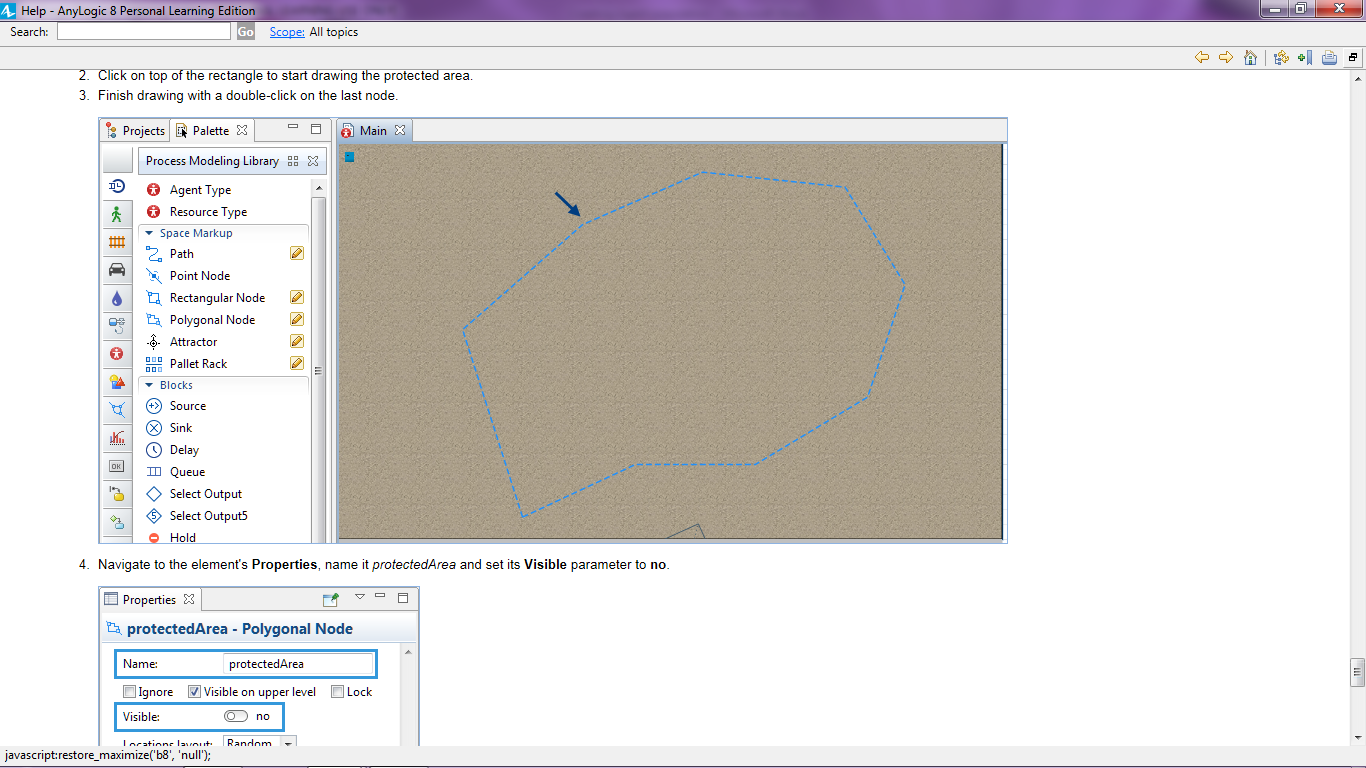 Help - AnyLogic 8 Personal Learning Edition
Search: Go Scope: All topics
2. Click on top of the rectangle to start drawing the protected area.
3. Finish drawing with a double-click on the last node.
Projects Palette Main
Process Modeling Library
Agent Type
Resource Type
Space Markup
Path
Point Node
Rectangular Node
Polygonal Node
Attractor
Pallet Rack
Blocks
Source
Sink
Delay
Queue
Select Output
Select Output5
Hold
OK
4. Navigate to the element's Properties, name it protectedArea and set its Visible parameter to no.
Properties
protectedArea - Polygonal Node
Name: protectedArea
Ignore Visible on upper level Lock
Visible: no
Locations layout: Random
javascript:restore_maximize('b8', 'null');